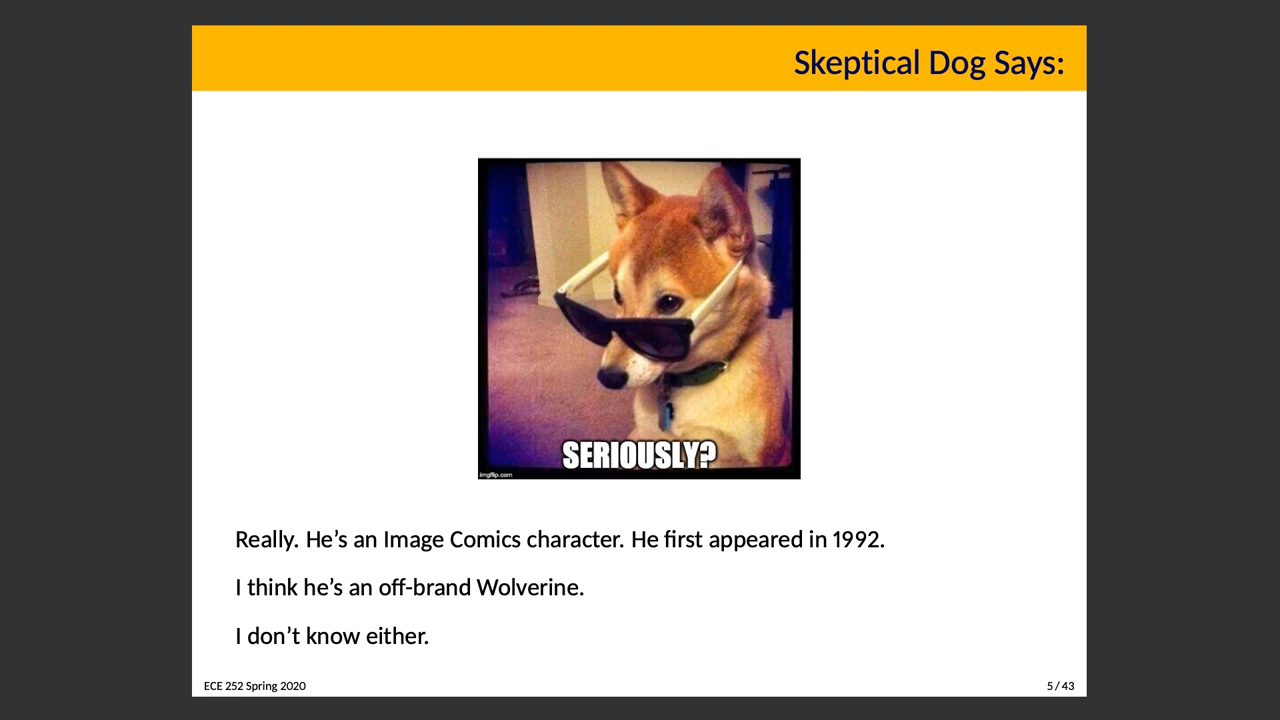 Skeptical Dog Says:
SERIOUSLY?
imgflip.com
Really. He’s an Image Comics character. He first appeared in 1992.
I think he’s an off-brand Wolverine.
I don’t know either.
ECE 252 Spring 2020
5 / 43